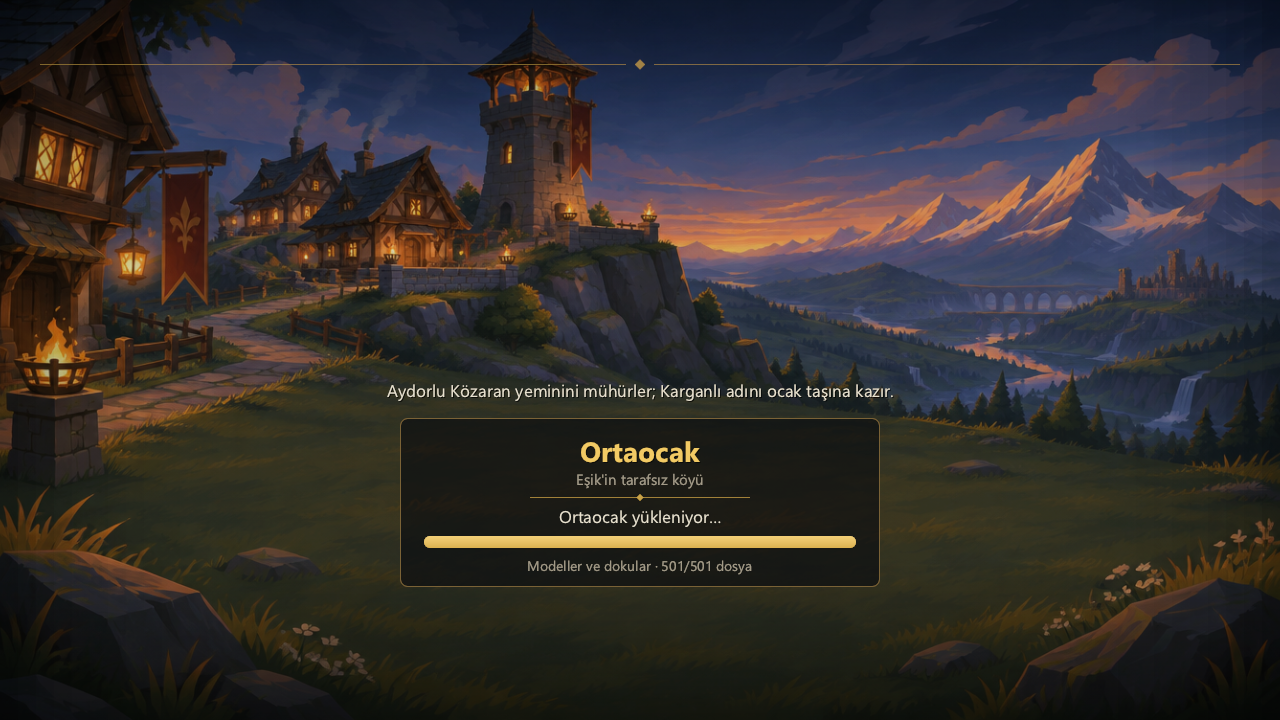 Aydorlu Közaran yeminini mühürler; Karganlı adını ocak taşına kazır.
Ortaocak
Eşik'in tarafsız köyü
Ortaocak yükleniyor...
Modeller ve dokular · 501/501 dosya